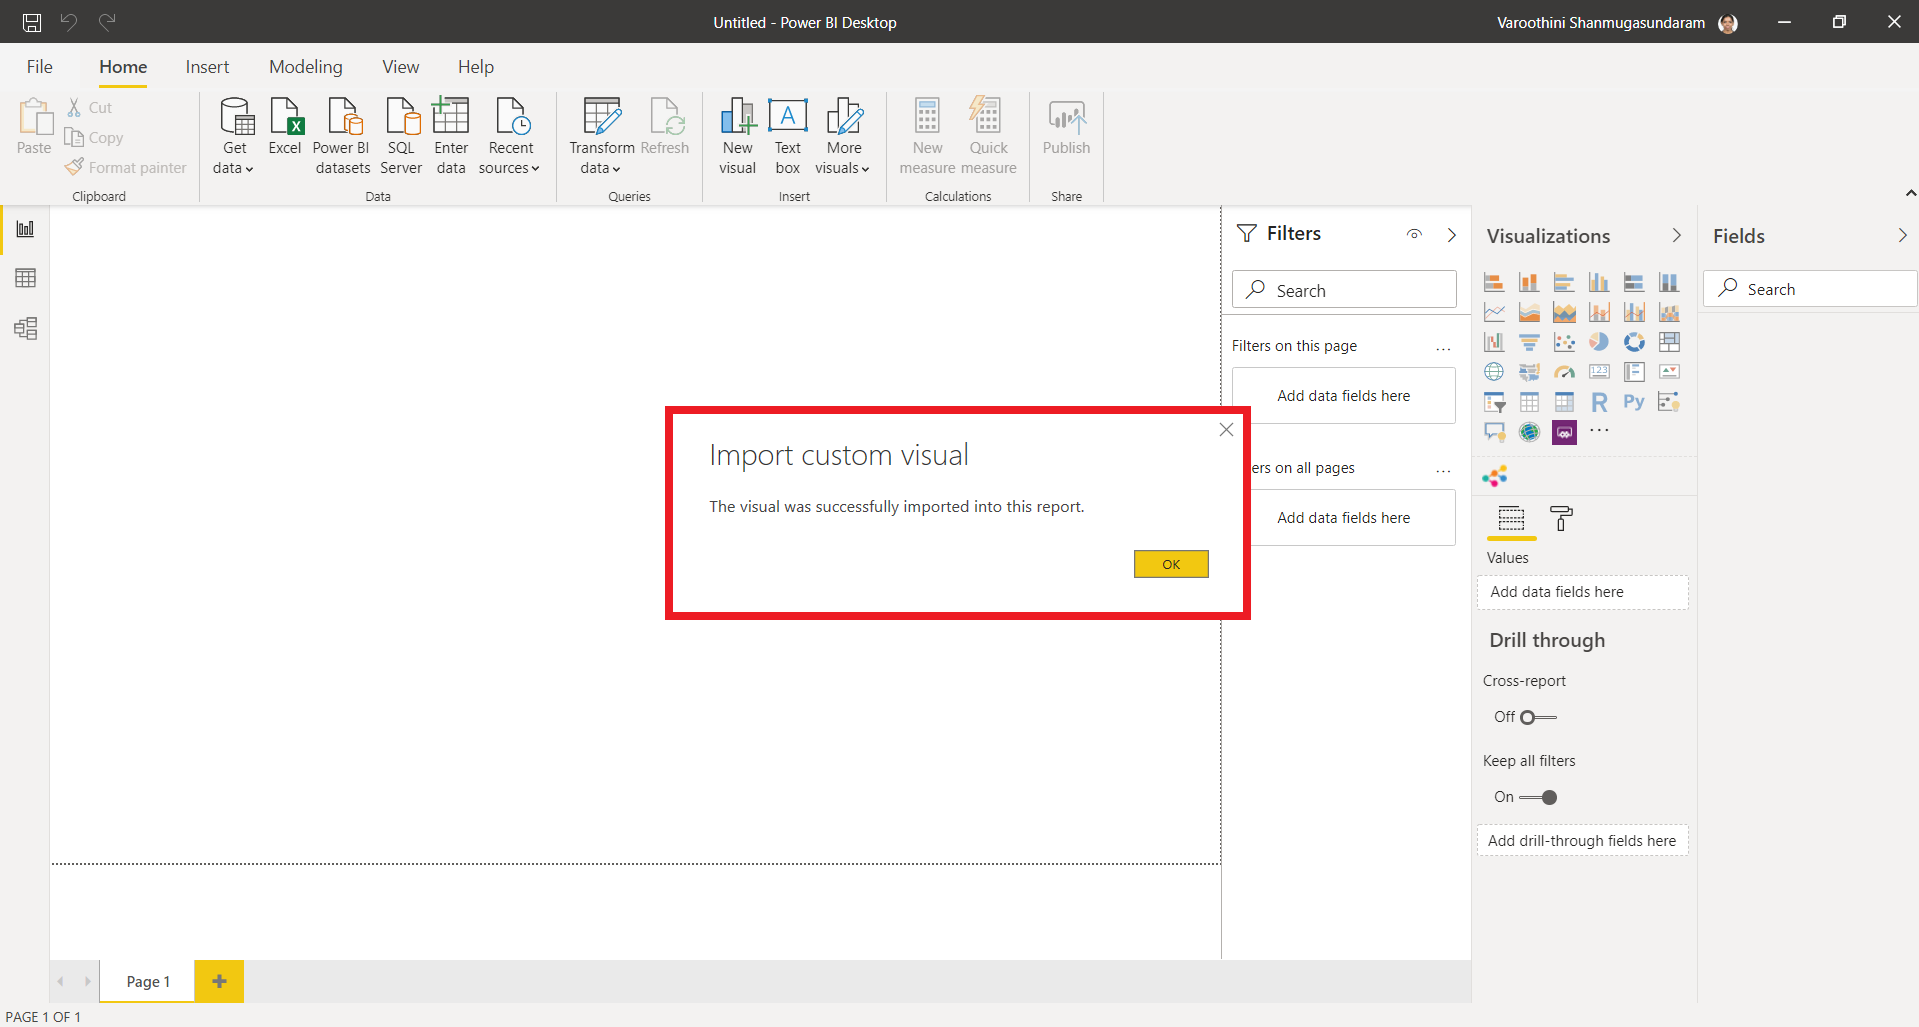 Untitled - Power BI Desktop
Varoothini Shanmugasundaram
File Home Insert Modeling View Help
Paste
Cut
Copy
Format painter
Clipboard
Get data
Excel
Power BI datasets
SQL Server
Enter data
Recent sources
Data
Transform data
Refresh
Queries
New visual
Text box
More visuals
Insert
New measure
Quick measure
Calculations
Publish
Share
Filters
Search
Filters on this page
...
Add data fields here
ers on all pages
...
Add data fields here
Import custom visual
The visual was successfully imported into this report.
OK
Visualizations
123
R Py
...
Values
Add data fields here
Drill through
Cross-report
Off
Keep all filters
On
Add drill-through fields here
Fields
Search
Page 1
PAGE 1 OF 1